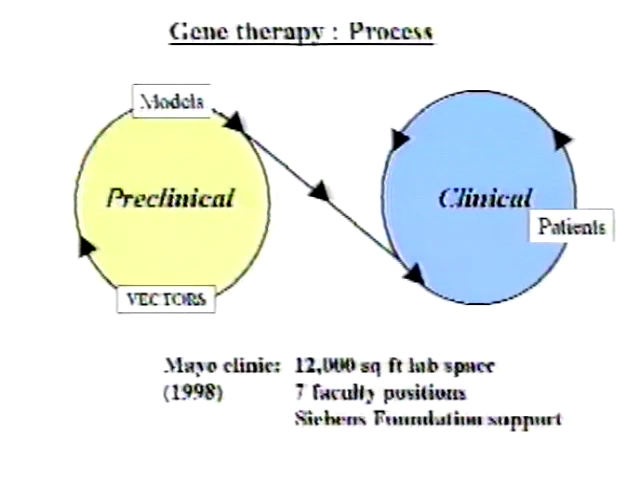 Gene therapy : Process
Models
Preclinical
Clinical
Patients
VECTORS
Mayo clinic: 12,000 sq ft lab space
(1998) 7 faculty positions
Siebens Foundation support